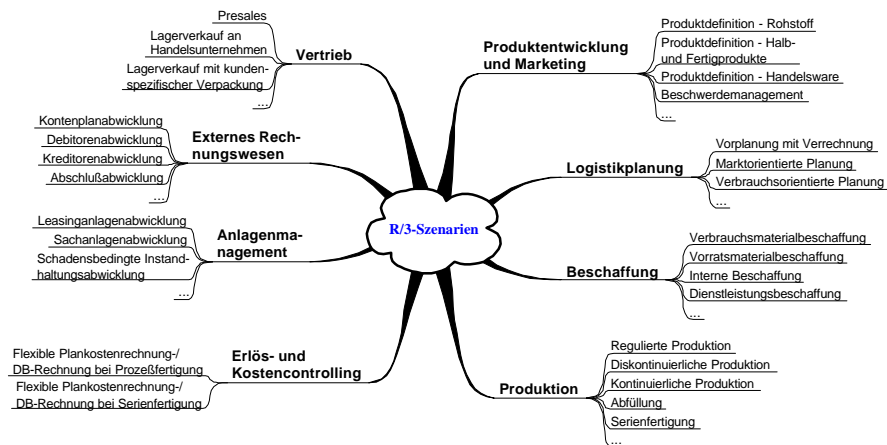 Presales
Lagerverkauf an
Handelsunternehmen
Lagerverkauf mit kunden-
spezifischer Verpackung
...
Vertrieb
Kontenplanabwicklung
Debitorenabwicklung
Kreditorenabwicklung
Abschlußabwicklung
...
Externes Rech-
nungswesen
Leasinganlagenabwicklung
Sachanlagenabwicklung
Schadensbedingte Instand-
haltungsabwicklung
...
Anlagenma-
nagement
Flexible Plankostenrechnung-/
DB-Rechnung bei Prozeßfertigung
Flexible Plankostenrechnung-/
DB-Rechnung bei Serienfertigung
Erlös- und
Kostencontrolling
R/3-Szenarien
Produktentwicklung
und Marketing
Produktdefinition - Rohstoff
Produktdefinition - Halb-
und Fertigprodukte
Produktdefinition - Handelsware
Beschwerdemanagement
...
Logistikplanung
Vorplanung mit Verrechnung
Marktorientierte Planung
Verbrauchsorientierte Planung
...
Beschaffung
Verbrauchsmaterialbeschaffung
Vorratsmaterialbeschaffung
Interne Beschaffung
Dienstleistungsbeschaffung
...
Produktion
Regulierte Produktion
Diskontinuierliche Produktion
Kontinuierliche Produktion
Abfüllung
Serienfertigung
...